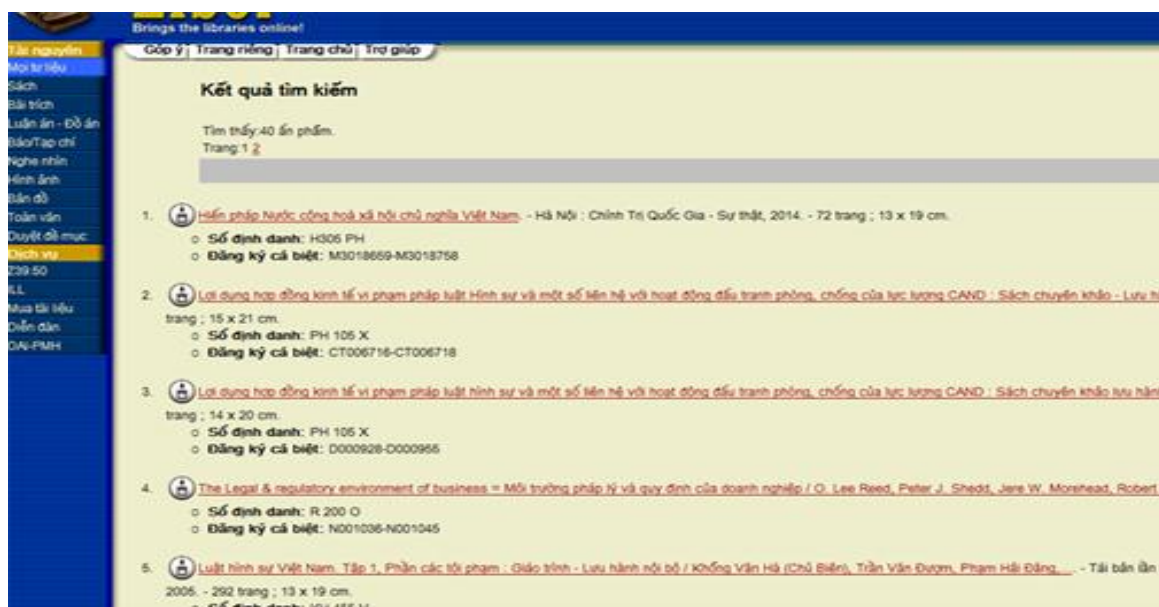 Libol
Brings the libraries online!
Tài nguyên
Mọi tư liệu
Sách
Bài trích
Luận án - Đồ án
Báo/Tạp chí
Nghe nhìn
Hình ảnh
Bản đồ
Toàn văn
Duyệt đề mục
Dịch vụ
Z39.50
ILL
Mua tài liệu
Diễn đàn
OAI-PMH
Góp ý Trang riêng Trang chủ Trợ giúp
Kết quả tìm kiếm
Tìm thấy:40 ấn phẩm.
Trang:1 2
1. Hiến pháp Nước cộng hoà xã hội chủ nghĩa Việt Nam. - Hà Nội : Chính Trị Quốc Gia - Sự thật, 2014. - 72 trang ; 13 x 19 cm.
Số định danh: H305 PH
Đăng ký cá biệt: M3018659-M3018758
2. Lợi dụng hợp đồng kinh tế vi phạm pháp luật Hình sự và một số liên hệ với hoạt động đấu tranh phòng, chống của lực lượng CAND : Sách chuyên khảo - Lưu
trang ; 15 x 21 cm.
Số định danh: PH 105 X
Đăng ký cá biệt: CT006716-CT006718
3. Lợi dụng hợp đồng kinh tế vi phạm pháp luật hình sự và một số liên hệ với hoạt động đấu tranh phòng, chống của lực lượng CAND : Sách chuyên khảo lưu hàn
trang ; 14 x 20 cm.
Số định danh: PH 105 X
Đăng ký cá biệt: D000928-D000955
4. The Legal & regulatory environment of business = Môi trường pháp lý và quy định của doanh nghiệp / O. Lee Reed, Peter J. Shedd, Jere W. Morehead, Robert
Số định danh: R 200 O
Đăng ký cá biệt: N001036-N001045
5. Luật hình sự Việt Nam. Tập 1, Phần các tội phạm : Giáo trình - Lưu hành nội bộ / Khổng Văn Hà (Chủ Biên), Trần Văn Đượm, Phạm Hải Đăng, ... - Tái bản lần
2005. - 292 trang ; 13 x 19 cm.
Số định danh: